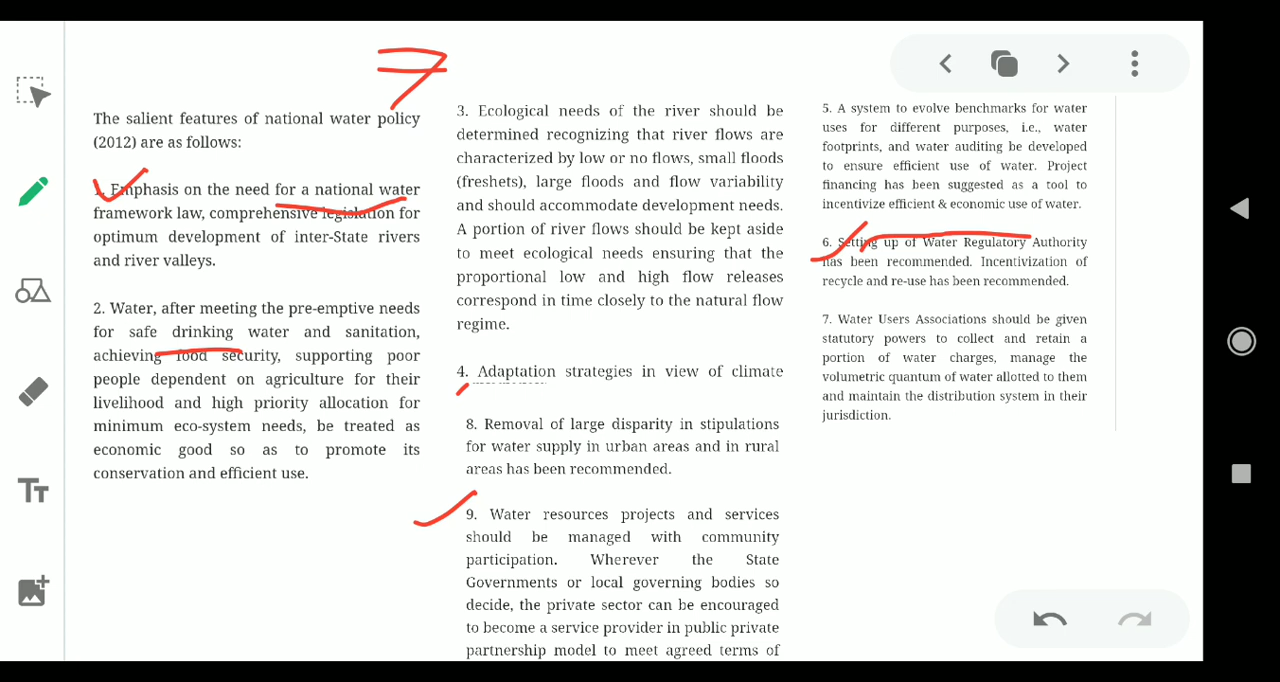 The salient features of national water policy
(2012) are as follows:
1. Emphasis on the need for a national water
framework law, comprehensive legislation for
optimum development of inter-State rivers
and river valleys.
2. Water, after meeting the pre-emptive needs
for safe drinking water and sanitation,
achieving food security, supporting poor
people dependent on agriculture for their
livelihood and high priority allocation for
minimum eco-system needs, be treated as
economic good so as to promote its
conservation and efficient use.
3. Ecological needs of the river should be
determined recognizing that river flows are
characterized by low or no flows, small floods
(freshets), large floods and flow variability
and should accommodate development needs.
A portion of river flows should be kept aside
to meet ecological needs ensuring that the
proportional low and high flow releases
correspond in time closely to the natural flow
regime.
4. Adaptation strategies in view of climate
8. Removal of large disparity in stipulations
for water supply in urban areas and in rural
areas has been recommended.
9. Water resources projects and services
should be managed with community
participation. Wherever the State
Governments or local governing bodies so
decide, the private sector can be encouraged
to become a service provider in public private
partnership model to meet agreed terms of
5. A system to evolve benchmarks for water
uses for different purposes, i.e., water
footprints, and water auditing be developed
to ensure efficient use of water. Project
financing has been suggested as a tool to
incentivize efficient & economic use of water.
6. Setting up of Water Regulatory Authority
has been recommended. Incentivization of
recycle and re-use has been recommended.
7. Water Users Associations should be given
statutory powers to collect and retain a
portion of water charges, manage the
volumetric quantum of water allotted to them
and maintain the distribution system in their
jurisdiction.
TT